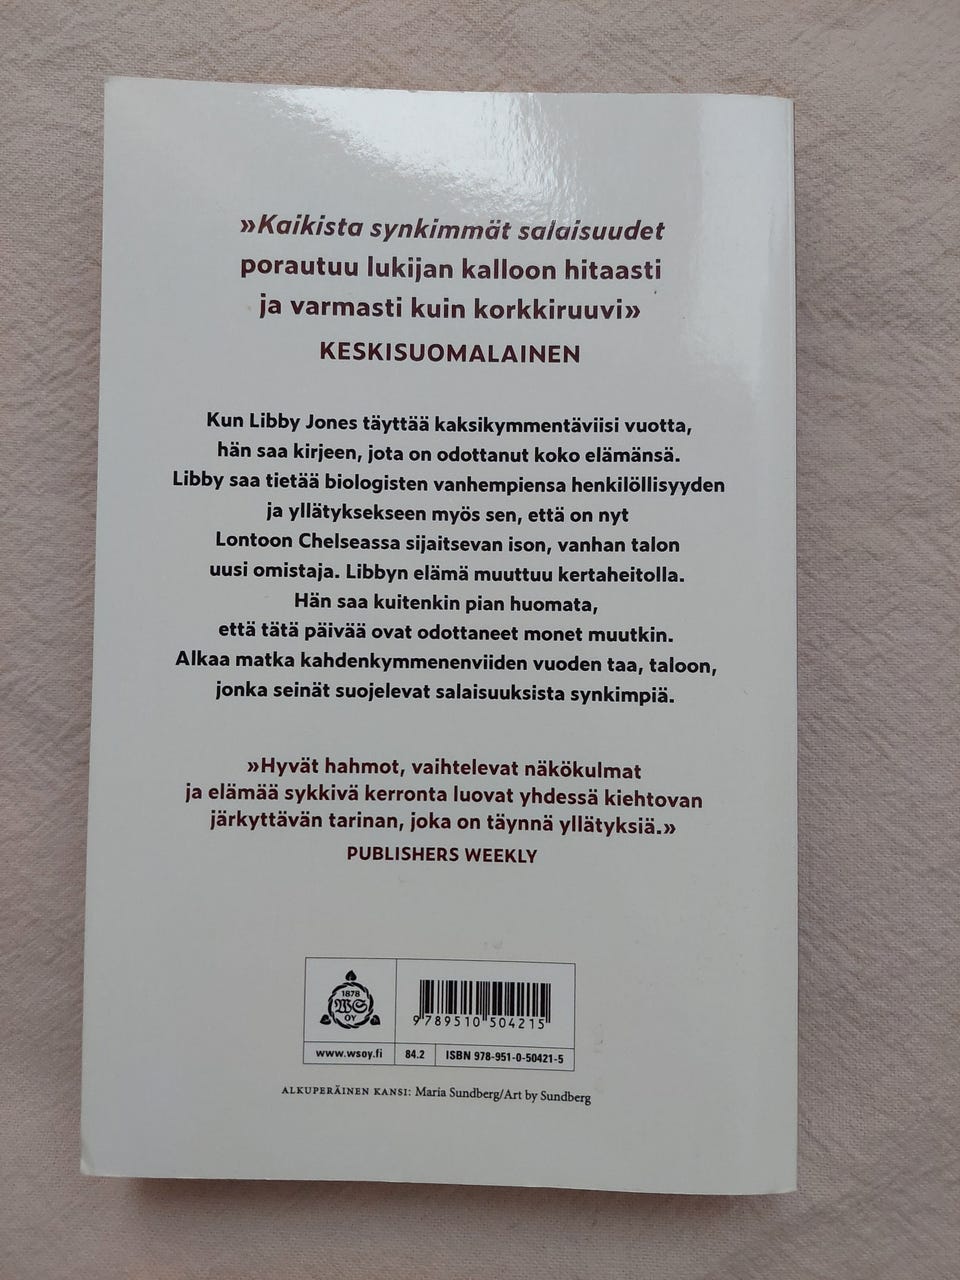 »Kaikista synkimmät salaisuudet
porautuu lukijan kalloon hitaasti
ja varmasti kuin korkkiruuvi»
KESKISUOMALAINEN
Kun Libby Jones täyttää kaksikymmentäviisi vuotta,
hän saa kirjeen, jota on odottanut koko elämänsä.
Libby saa tietää biologisten vanhempiensa henkilöllisyyden
ja yllätyksekseen myös sen, että on nyt
Lontoon Chelseassa sijaitsevan ison, vanhan talon
uusi omistaja. Libbyn elämä muuttuu kertaheitolla.
Hän saa kuitenkin pian huomata,
että tätä päivää ovat odottaneet monet muutkin.
Alkaa matka kahdenkymmenenviiden vuoden taa, taloon,
jonka seinät suojelevat salaisuuksista synkimpiä.
»Hyvät hahmot, vaihtelevat näkökulmat
ja elämää sykkivä kerronta luovat yhdessä kiehtovan
järkyttävän tarinan, joka on täynnä yllätyksiä.»
PUBLISHERS WEEKLY
1878
WS
OY
9 789510 504215
www.wsoy.fi
84.2
ISBN 978-951-0-50421-5
ALKUPERÄINEN KANSI: Maria Sundberg/Art by Sundberg